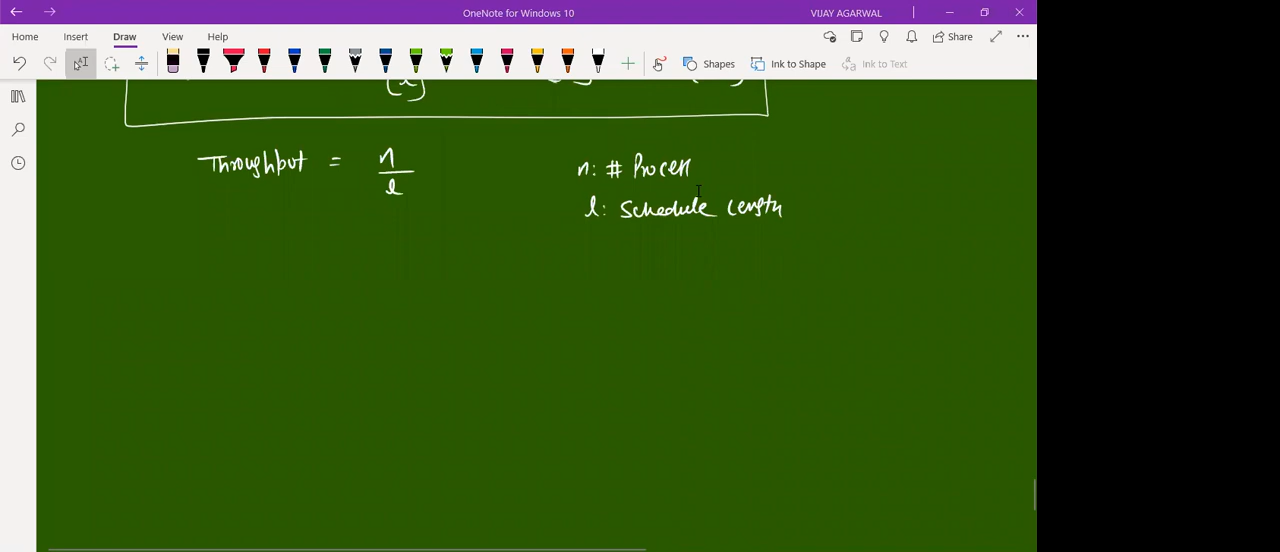 OneNote for Windows 10
VIJAY AGARWAL
Home Insert Draw View Help
Share
Shapes
Ink to Shape
Ink to Text
Throughput = n / l
n: # Process
l: Schedule Length